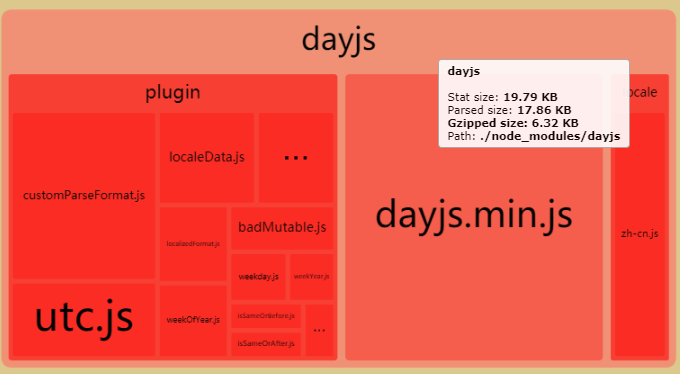 dayjs
dayjs
Stat size: 19.79 KB
Parsed size: 17.86 KB
Gzipped size: 6.32 KB
Path: ./node_modules/dayjs
plugin
ocale
customParseFormat.js
localeData.js
...
localizedFormat.js
badMutable.js
weekday.js
weekYear.js
utc.js
weekOfYear.js
isSameOrBefore.js
isSameOrAfter.js
...
dayjs.min.js
zh-cn.js